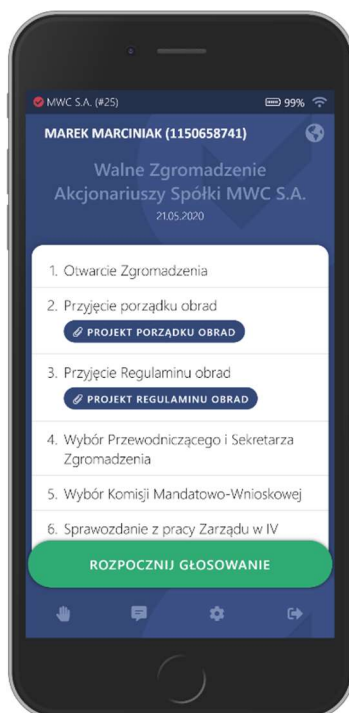 MWC S.A. (#25) 99%
MAREK MARCINIAK (1150658741)
Walne Zgromadzenie
Akcjonariuszy Spółki MWC S.A.
21.05.2020
1. Otwarcie Zgromadzenia
2. Przyjęcie porządku obrad
PROJEKT PORZĄDKU OBRAD
3. Przyjęcie Regulaminu obrad
PROJEKT REGULAMINU OBRAD
4. Wybór Przewodniczącego i Sekretarza
Zgromadzenia
5. Wybór Komisji Mandatowo-Wnioskowej
6. Sprawozdanie z pracy Zarządu w IV
ROZPOCZNIJ GŁOSOWANIE